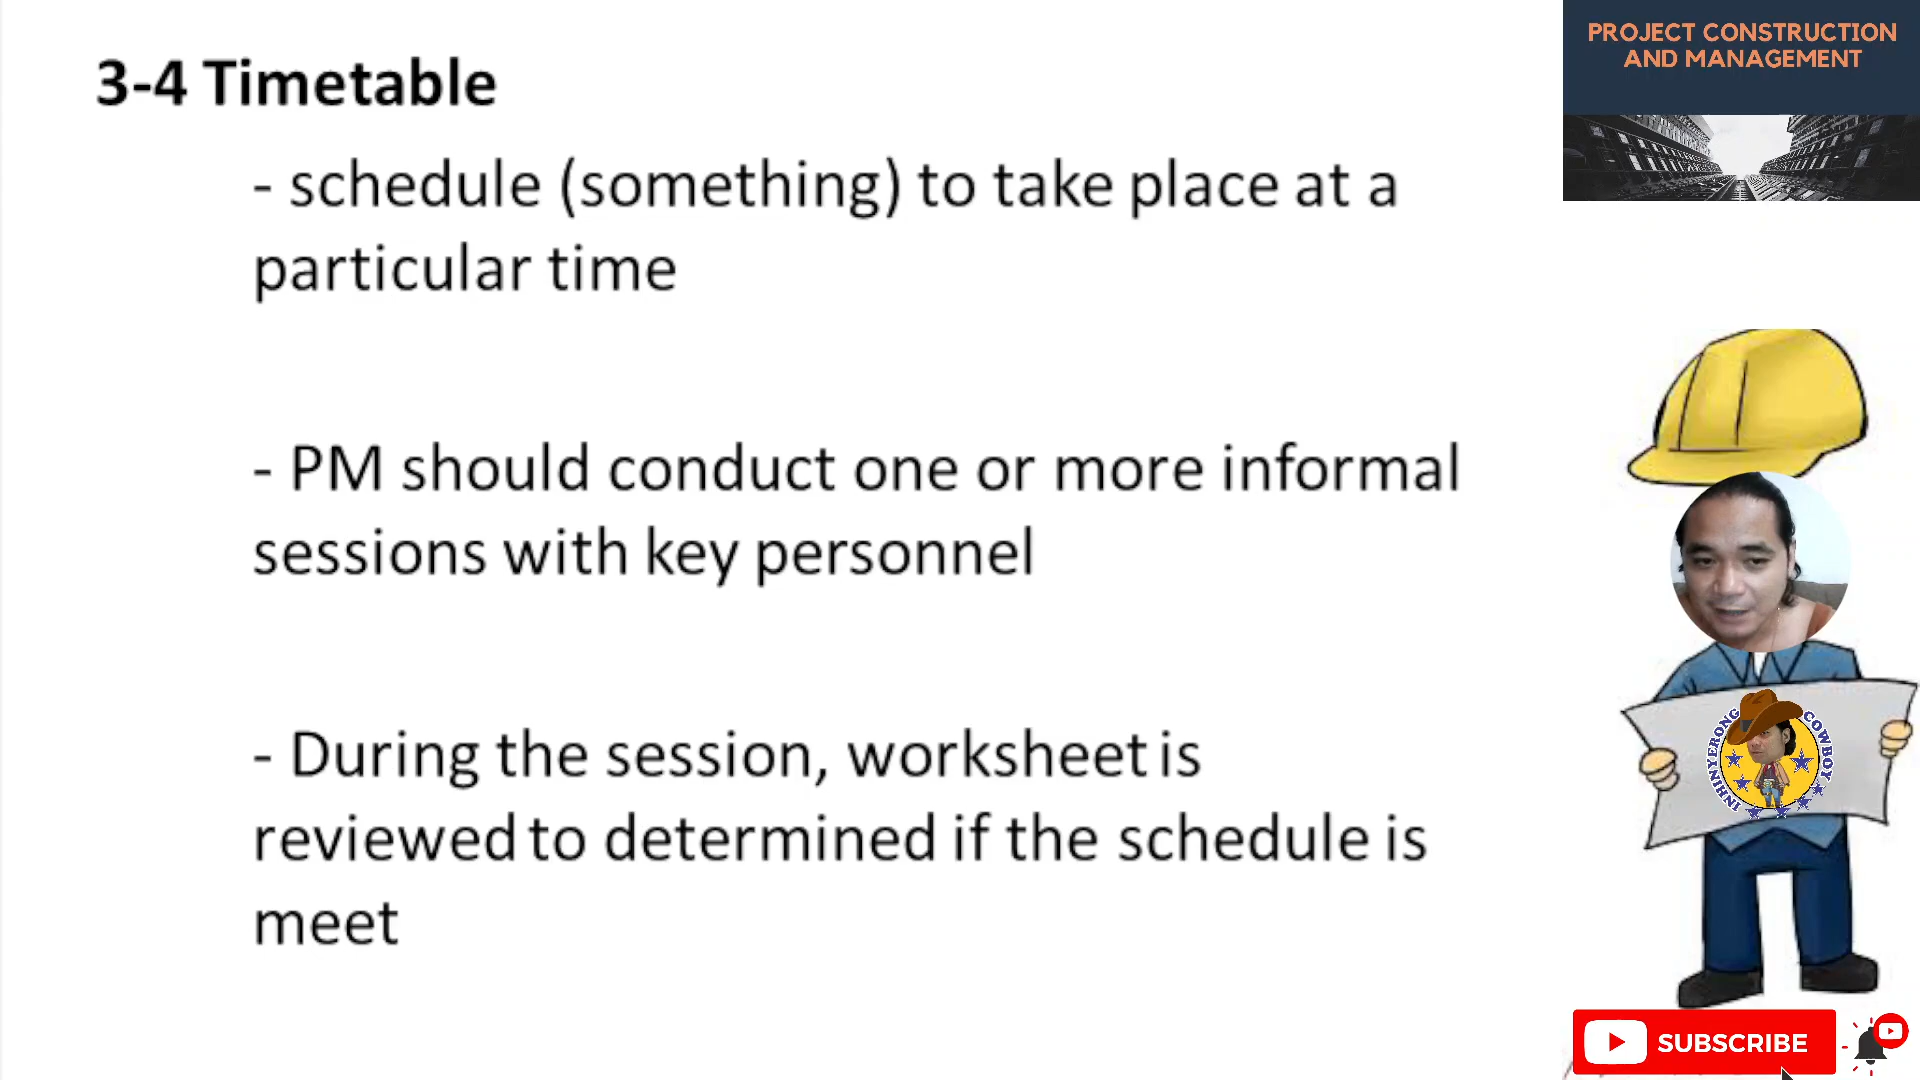 PROJECT CONSTRUCTION
AND MANAGEMENT
3-4 Timetable
- schedule (something) to take place at a
particular time
- PM should conduct one or more informal
sessions with key personnel
- During the session, worksheet is
reviewed to determined if the schedule is
meet
INHINYERONG COWBOY
SUBSCRIBE